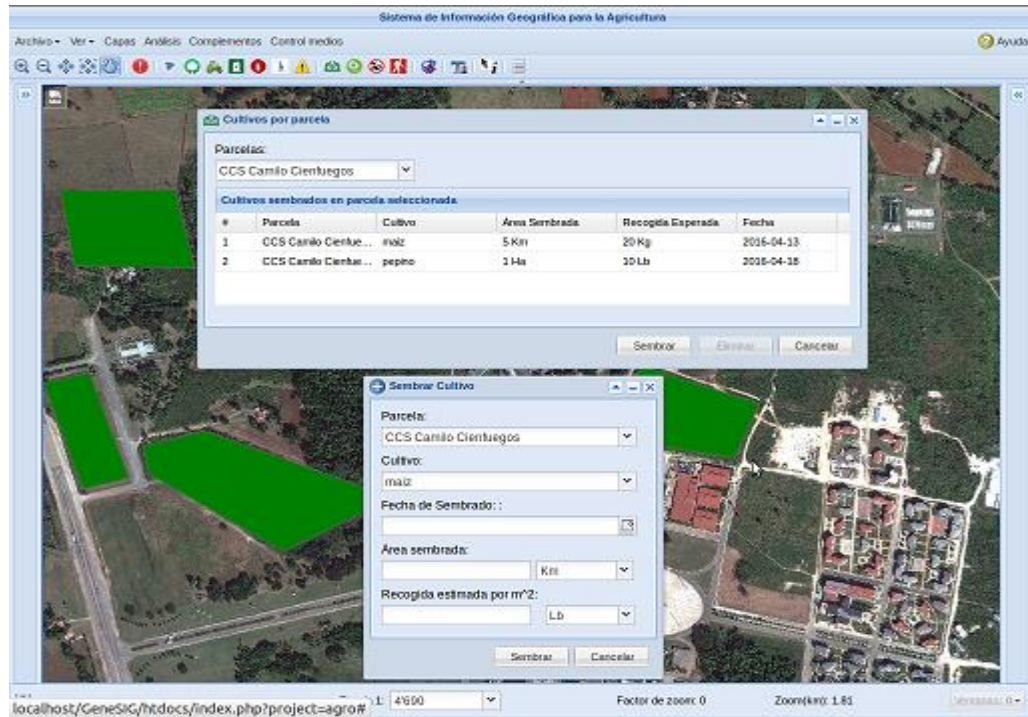 Sistema de Información Geográfica para la Agricultura
Archivo Ver Capas Análisis Complementos Control medios
Ayuda
Cultivos por parcela
Parcelas:
CCS Camilo Cienfuegos
Cultivos sembrados en parcela seleccionada
# Parcela Cultivo Área Sembrada Recogida Esperada Fecha
1 CCS Camilo Cienfue... maiz 5 Km 20 Kg 2016-04-13
2 CCS Camilo Cienfue... pepino 1 Ha 10 Lb 2016-04-18
Sembrar Eliminar Cancelar
Sembrar Cultivo
Parcela:
CCS Camilo Cienfuegos
Cultivo:
maiz
Fecha de Sembrado: :
Área sembrada:
Km
Recogida estimada por m^2:
Lb
Sembrar Cancelar
1: 4'690 Factor de zoom: 0 Zoom(km): 1.81
localhost/GeneSIG/htdocs/index.php?project=agro#